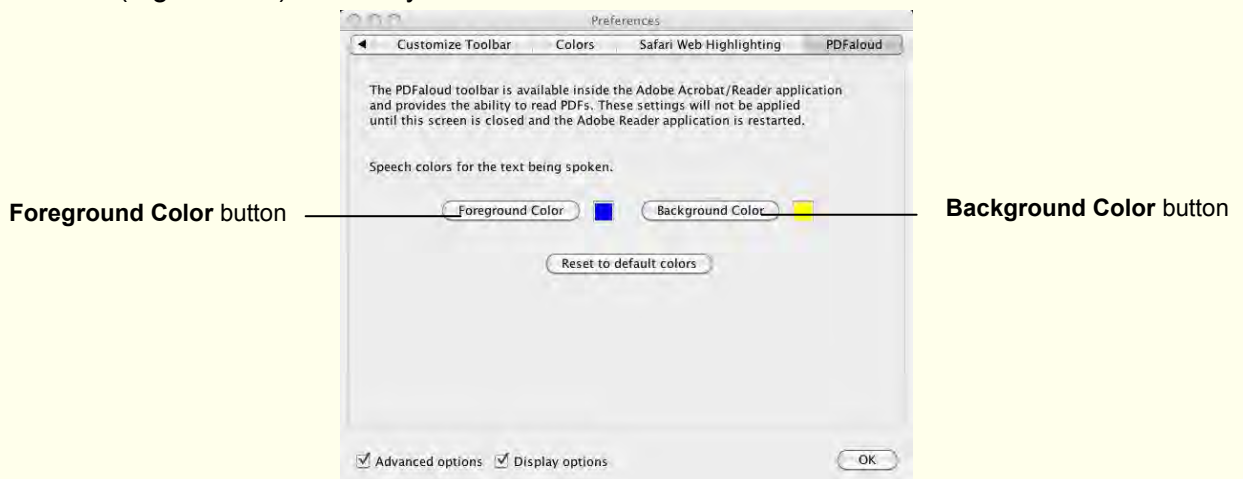 Preferences
Customize Toolbar Colors Safari Web Highlighting PDFaloud
The PDFaloud toolbar is available inside the Adobe Acrobat/Reader application
and provides the ability to read PDFs. These settings will not be applied
until this screen is closed and the Adobe Reader application is restarted.
Speech colors for the text being spoken.
Foreground Color button
Foreground Color
Background Color
Background Color button
Reset to default colors
Advanced options
Display options
OK